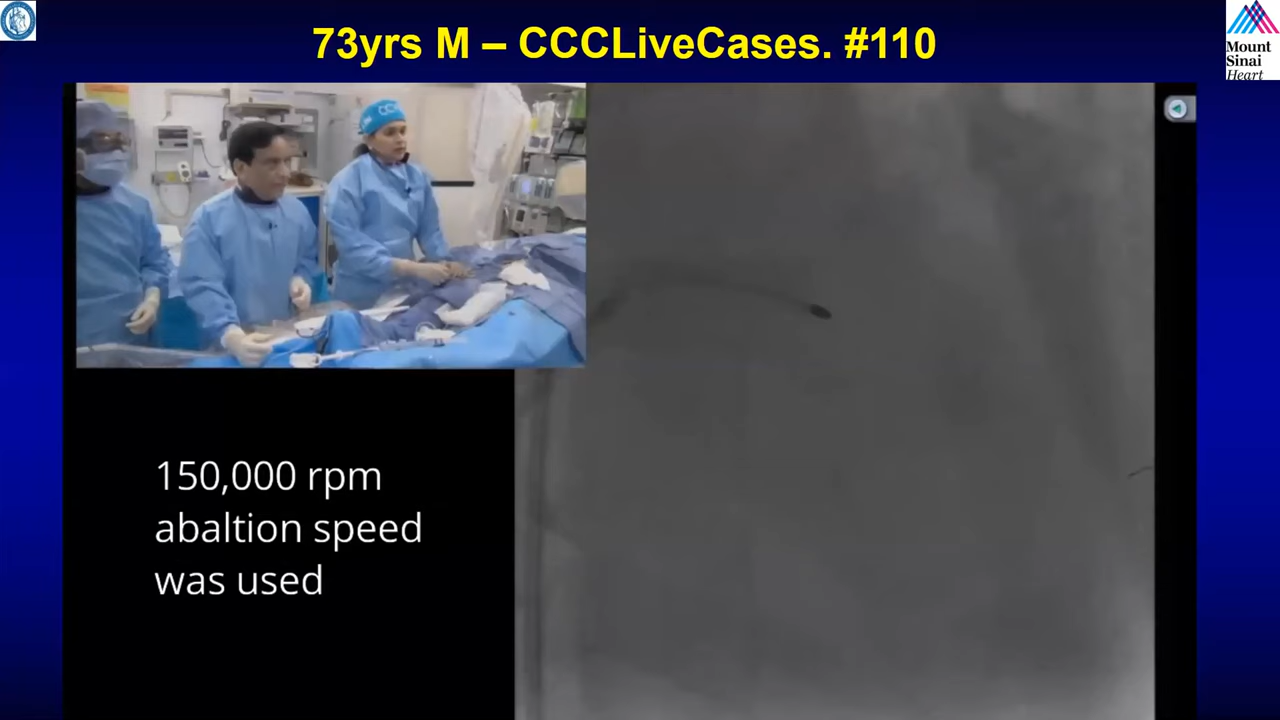 73yrs M – CCCLiveCases. #110
Mount
Sinai
Heart
150,000 rpm
abaltion speed
was used